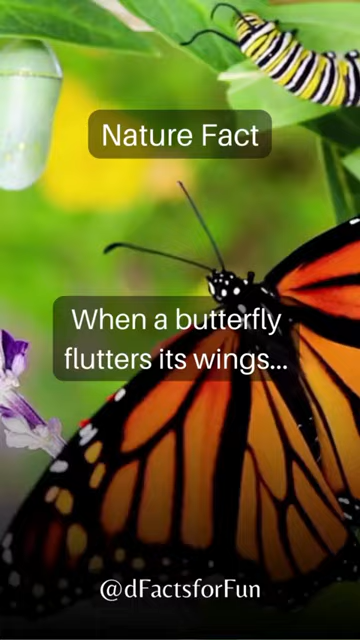 Nature Fact
When a butterfly
flutters its wings...
@dFactsforFun